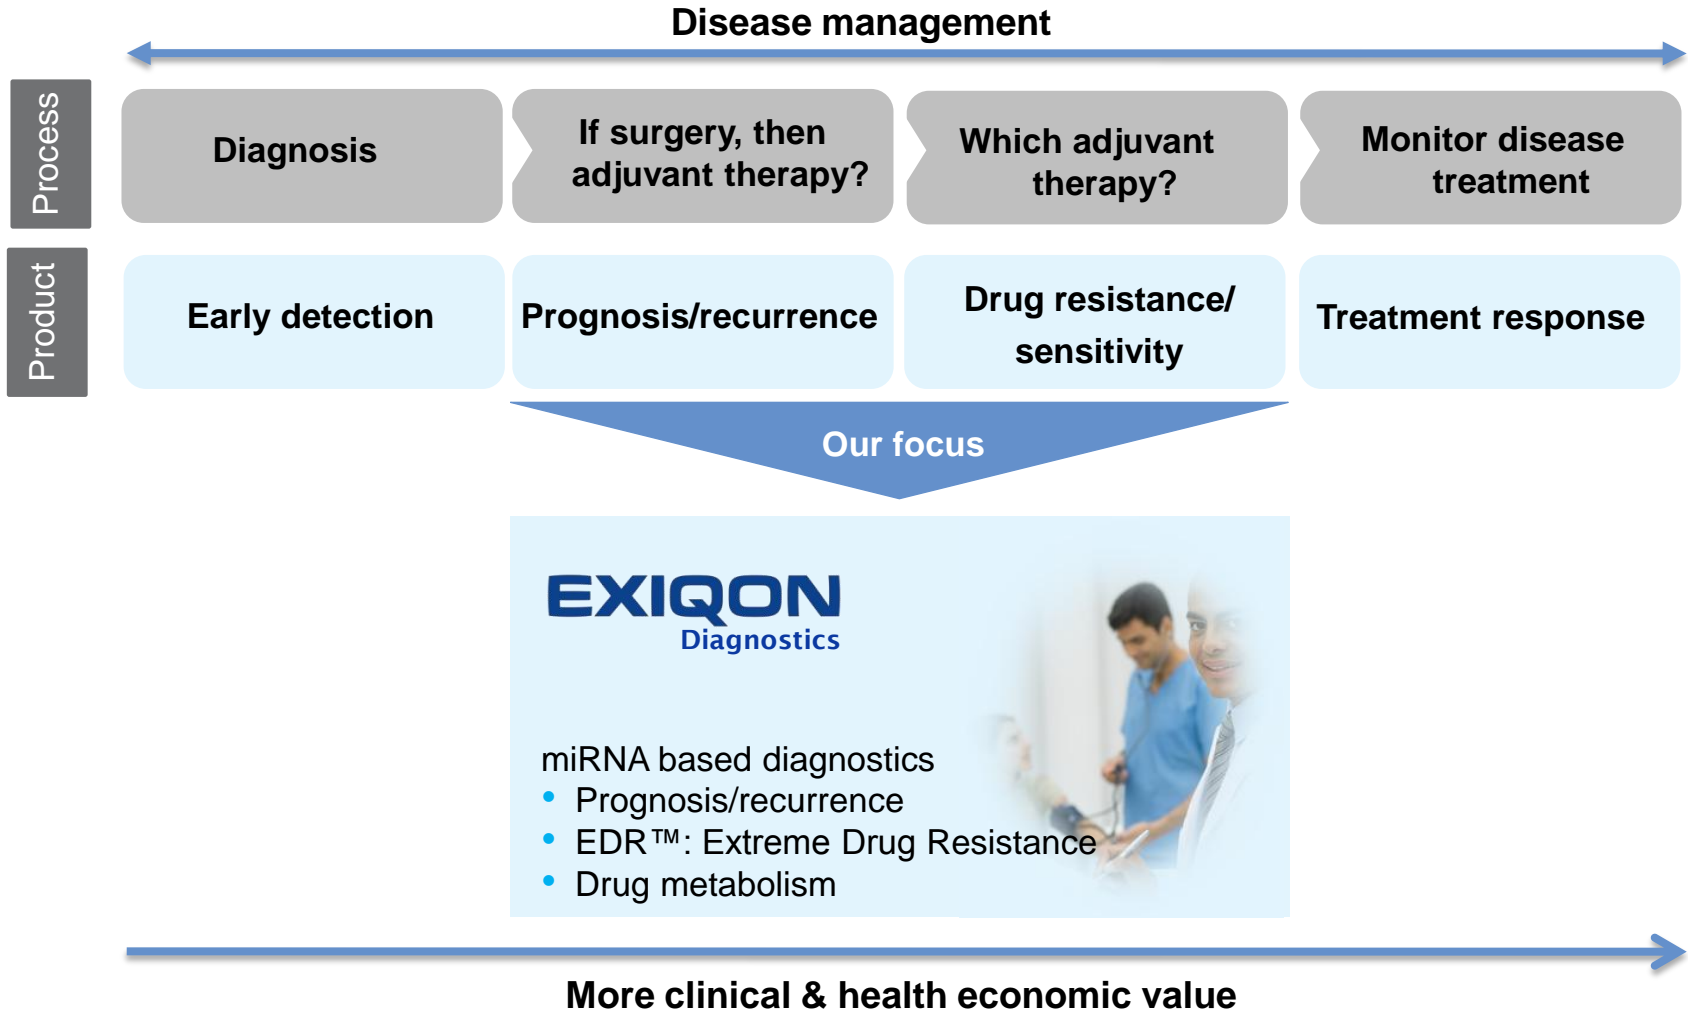 Disease management
Process
Diagnosis
If surgery, then
adjuvant therapy?
Which adjuvant
therapy?
Monitor disease
treatment
Product
Early detection
Prognosis/recurrence
Drug resistance/
sensitivity
Treatment response
Our focus
EXIQON
Diagnostics
miRNA based diagnostics
• Prognosis/recurrence
• EDR™: Extreme Drug Resistance
• Drug metabolism
More clinical & health economic value